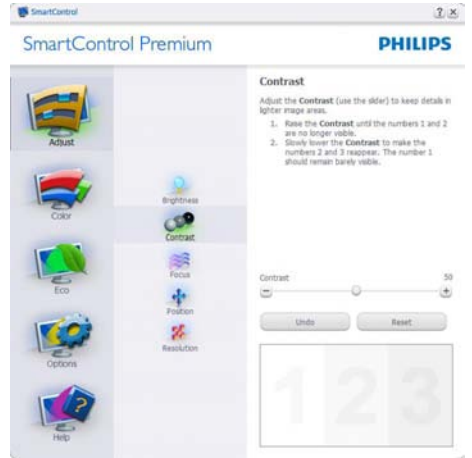 SmartControl
SmartControl Premium
PHILIPS
Adjust
Color
Eco
Options
Help
Brightness
Contrast
Focus
Position
Resolution
Contrast
Adjust the Contrast (use the slider) to keep details in
lighter image areas.
1. Raise the Contrast until the numbers 1 and 2
are no longer visible.
2. Slowly lower the Contrast to make the
numbers 2 and 3 reappear. The number 1
should remain barely visible.
Contrast 50
Undo Reset
1 2 3